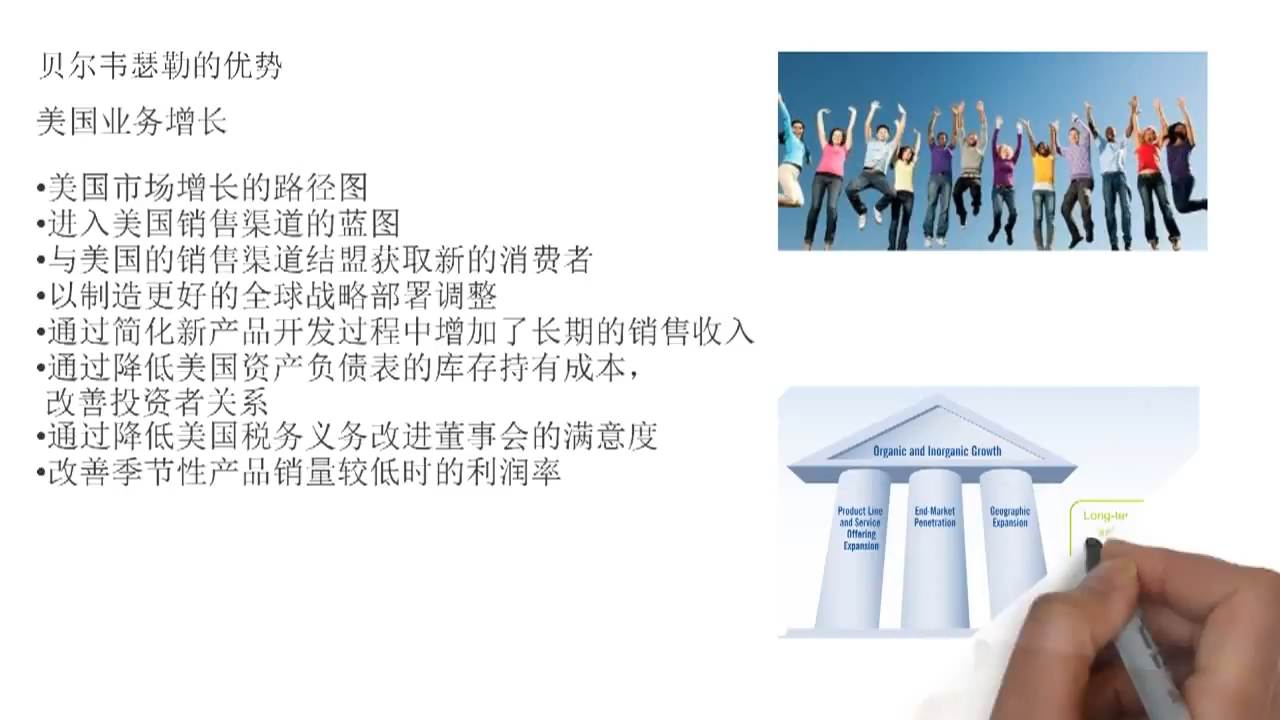 贝尔韦瑟勒的优势
美国业务增长
•美国市场增长的路径图
•进入美国销售渠道的蓝图
•与美国的销售渠道结盟获取新的消费者
•以制造更好的全球战略部署调整
•通过简化新产品开发过程中增加了长期的销售收入
•通过降低美国资产负债表的库存持有成本，
改善投资者关系
•通过降低美国税务义务改进董事会的满意度
•改善季节性产品销量较低时的利润率
Organic and Inorganic Growth
Product Line
and Service
Offering
Expansion
End-Market
Penetration
Geographic
Expansion